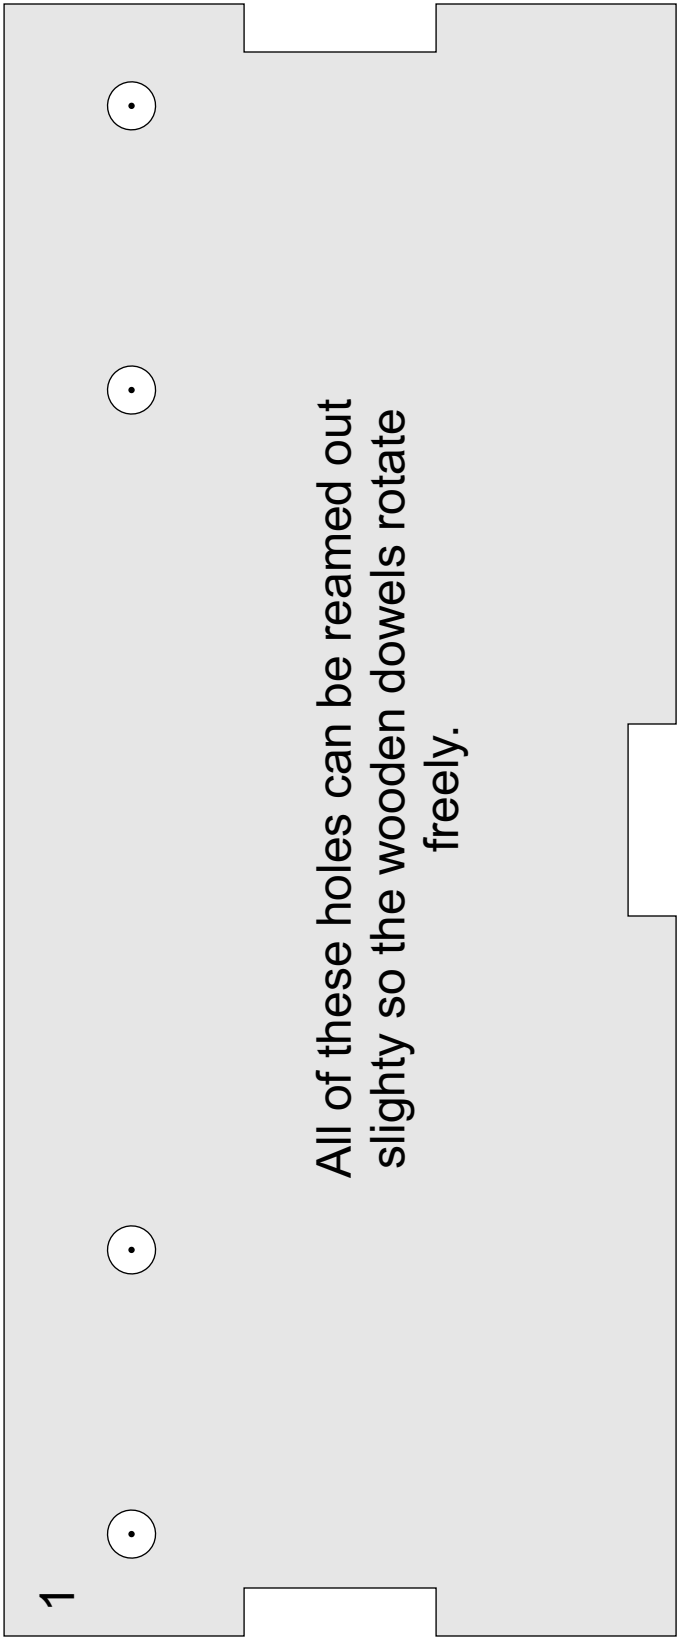 1
All of these holes can be reamed out
slighty so the wooden dowels rotate
freely.